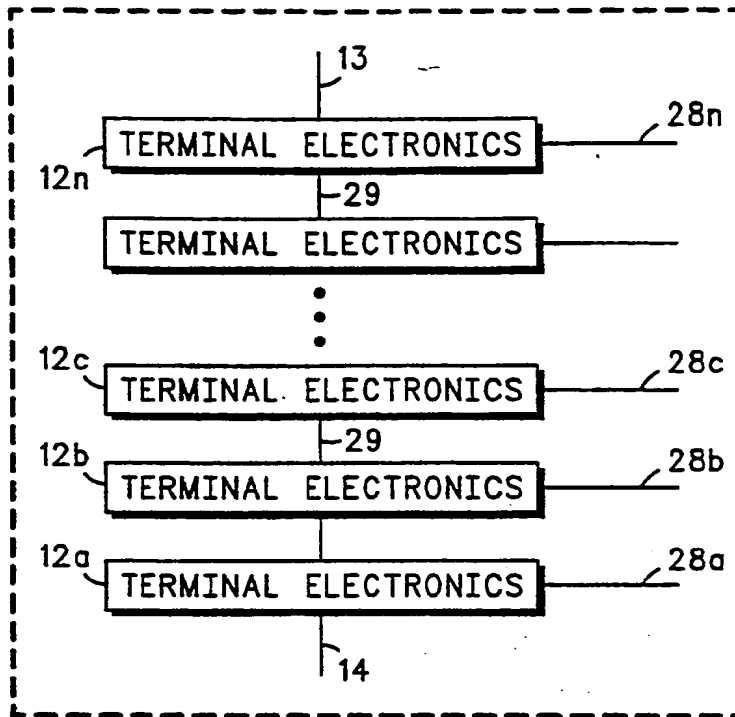 13
TERMINAL ELECTRONICS 28n
12n
29
TERMINAL ELECTRONICS
12c TERMINAL ELECTRONICS 28c
29
12b TERMINAL ELECTRONICS 28b
12a TERMINAL ELECTRONICS 28a
14